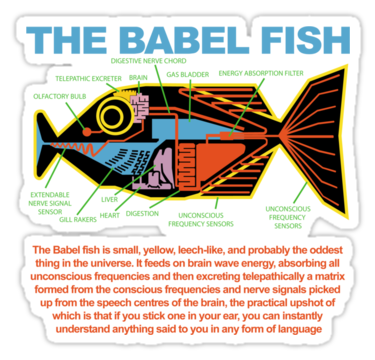 THE BABEL FISH
DIGESTIVE NERVE CHORD
TELEPATHIC EXCRETER
BRAIN
GAS BLADDER
ENERGY ABSORPTION FILTER
OLFACTORY BULB
EXTENDABLE
NERVE SIGNAL
SENSOR
GILL RAKERS
LIVER
HEART
DIGESTION
UNCONSCIOUS
FREQUENCY SENSORS
UNCONSCIOUS
FREQUENCY
SENSORS
The Babel fish is small, yellow, leech-like, and probably the oddest
thing in the universe. It feeds on brain wave energy, absorbing all
unconscious frequencies and then excreting telepathically a matrix
formed from the conscious frequencies and nerve signals picked
up from the speech centres of the brain, the practical upshot of
which is that if you stick one in your ear, you can instantly
understand anything said to you in any form of language